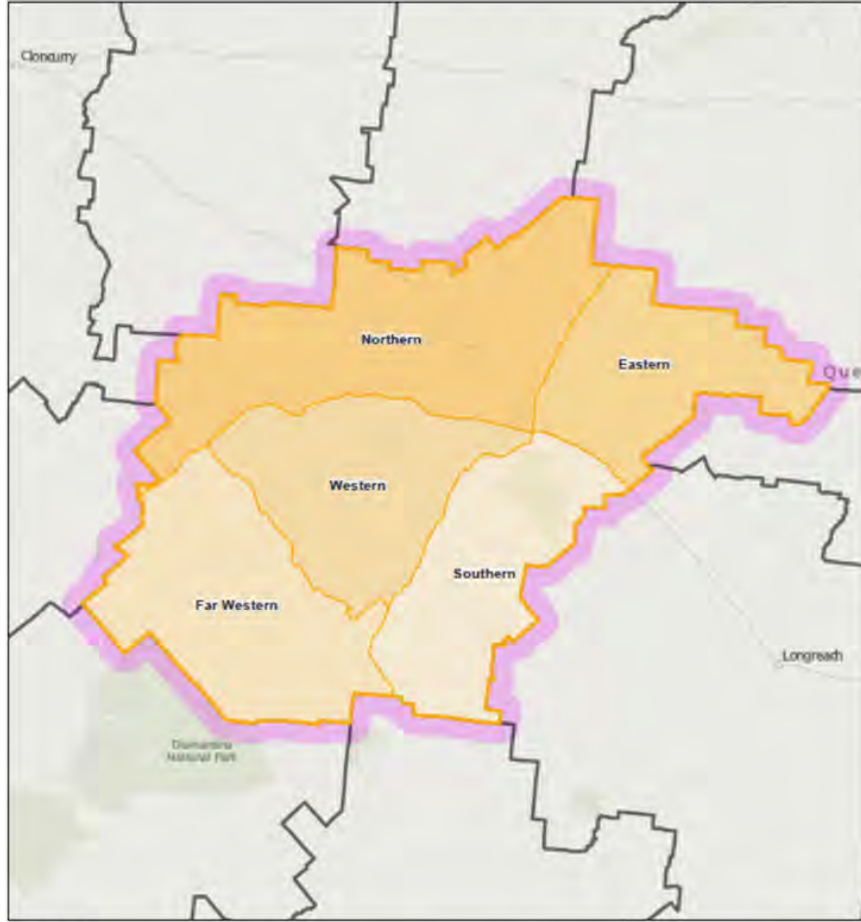 Cloncurry
Northern
Eastern
Que
Western
Southern
Far Western
Longreach
Diamantina
National Park